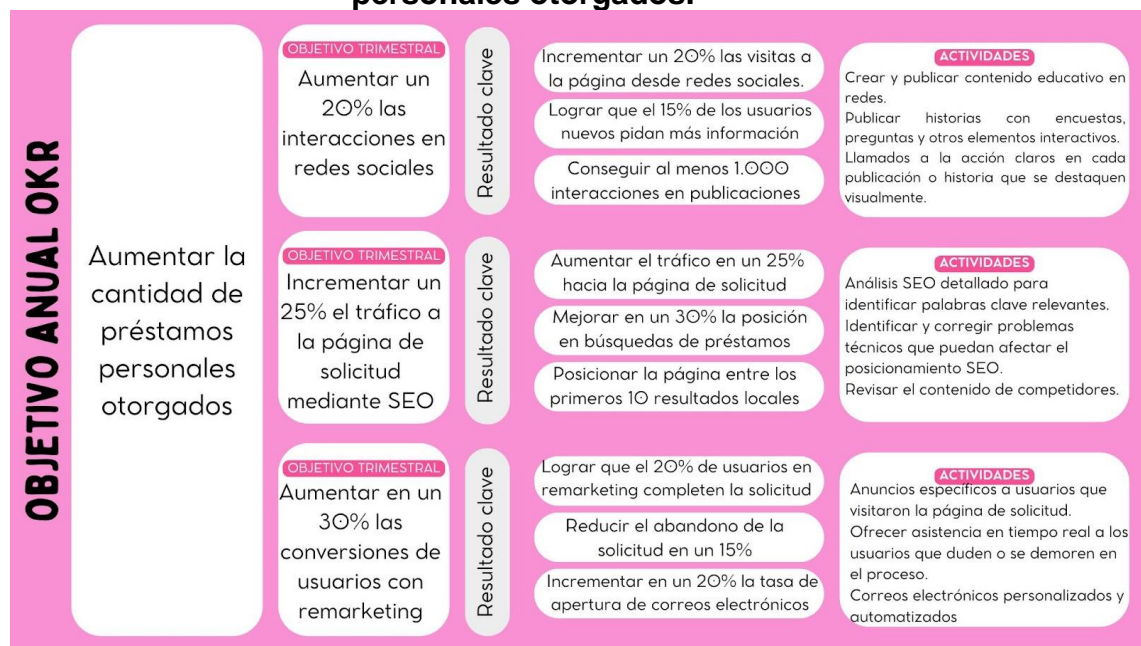 personales otorgados.
OBJETIVO ANUAL OKR
Aumentar la
cantidad de
préstamos
personales
otorgados
OBJETIVO TRIMESTRAL
Aumentar un
20% las
interacciones en
redes sociales
Resultado clave
Incrementar un 20% las visitas a
la página desde redes sociales.
Lograr que el 15% de los usuarios
nuevos pidan más información
Conseguir al menos 1.000
interacciones en publicaciones
ACTIVIDADES
Crear y publicar contenido educativo en
redes.
Publicar historias con encuestas,
preguntas y otros elementos interactivos.
Llamados a la acción claros en cada
publicación o historia que se destaquen
visualmente.
OBJETIVO TRIMESTRAL
Incrementar un
25% el tráfico a
la página de
solicitud
mediante SEO
Resultado clave
Aumentar el tráfico en un 25%
hacia la página de solicitud
Mejorar en un 30% la posición
en búsquedas de préstamos
Posicionar la página entre los
primeros 10 resultados locales
ACTIVIDADES
Análisis SEO detallado para
identificar palabras clave relevantes.
Identificar y corregir problemas
técnicos que puedan afectar el
posicionamiento SEO.
Revisar el contenido de competidores.
OBJETIVO TRIMESTRAL
Aumentar en un
30% las
conversiones de
usuarios con
remarketing
Resultado clave
Lograr que el 20% de usuarios en
remarketing completen la solicitud
Reducir el abandono de la
solicitud en un 15%
Incrementar en un 20% la tasa de
apertura de correos electrónicos
ACTIVIDADES
Anuncios específicos a usuarios que
visitaron la página de solicitud.
Ofrecer asistencia en tiempo real a los
usuarios que duden o se demoren en
el proceso.
Correos electrónicos personalizados y
automatizados